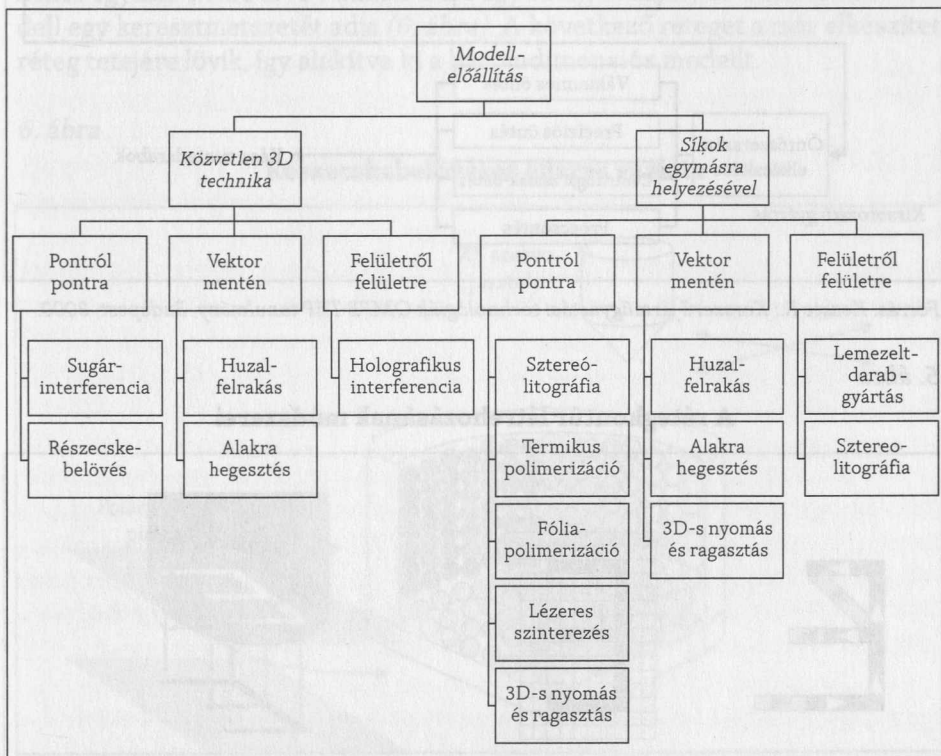 Modell-
előállítás
Közvetlen 3D
technika
Síkok
egymásra
helyezésével
Pontról
pontra
Vektor
mentén
Felületről
felületre
Pontról
pontra
Vektor
mentén
Felületről
felületre
Sugár-
interferencia
Huzal-
felrakás
Holografikus
interferencia
Sztereó-
litográfia
Huzal-
felrakás
Lemezelt-
darab-
gyártás
Részecske-
belövés
Alakra
hegesztés
Termikus
polimerizáció
Alakra
hegesztés
Sztereo-
litográfia
Fólia-
polimerizáció
3D-s nyomás
és ragasztás
Lézeres
szinterezés
3D-s nyomás
és ragasztás